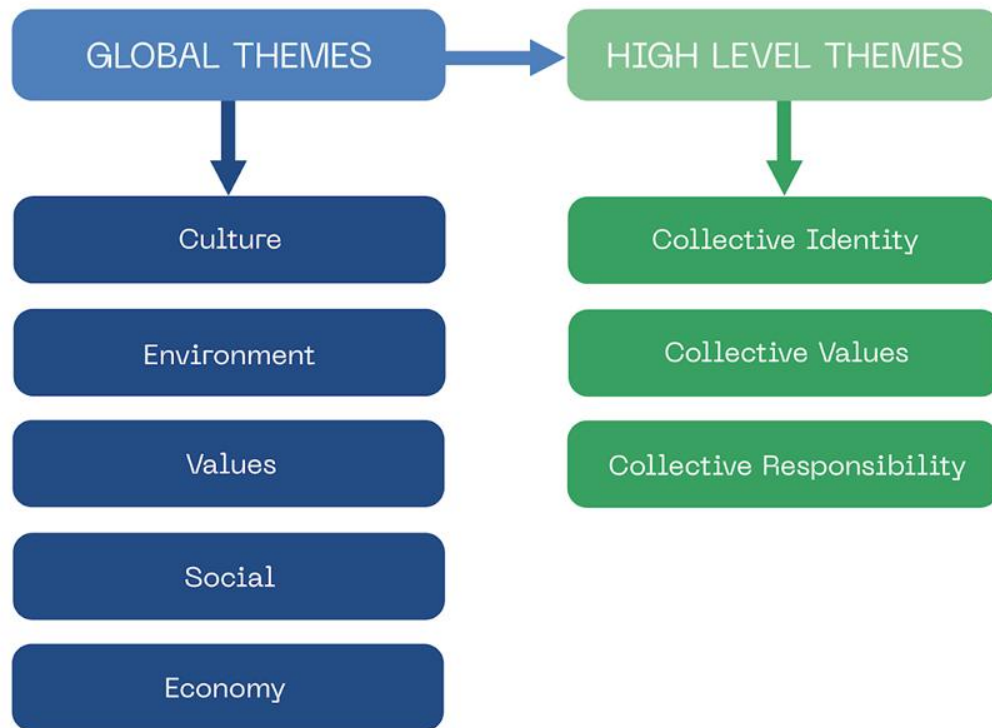 GLOBAL THEMES
Culture
Environment
Values
Social
Economy
HIGH LEVEL THEMES
Collective Identity
Collective Values
Collective Responsibility